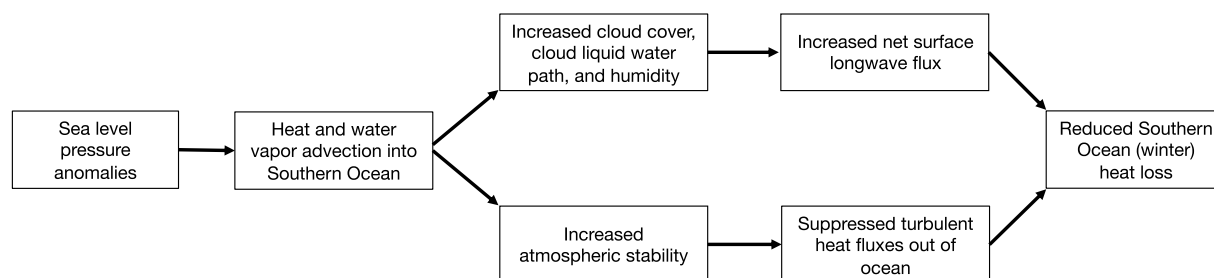 Sea level
pressure
anomalies
Heat and water
vapor advection into
Southern Ocean
Increased cloud cover,
cloud liquid water
path, and humidity
Increased net surface
longwave flux
Increased
atmospheric stability
Suppressed turbulent
heat fluxes out of
ocean
Reduced Southern
Ocean (winter)
heat loss